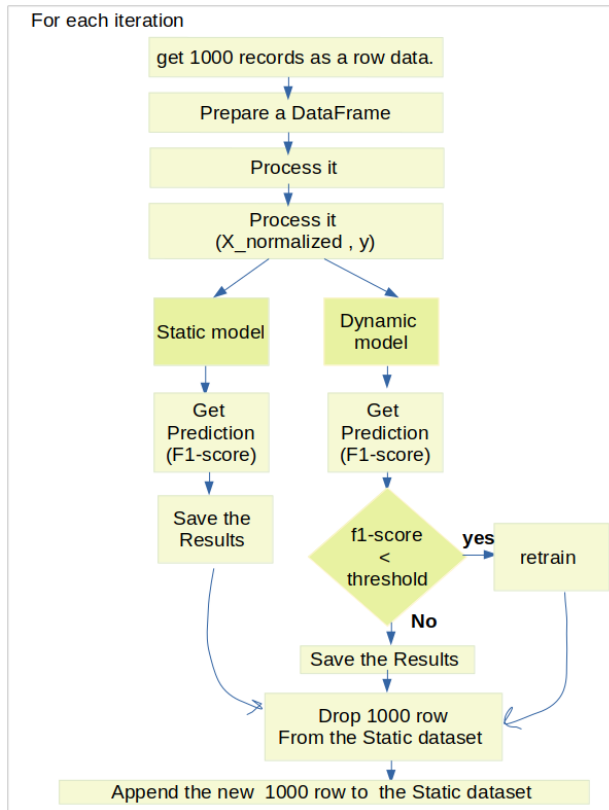 For each iteration
get 1000 records as a row data.
Prepare a DataFrame
Process it
Process it
(X_normalized , y)
Static model
Dynamic
model
Get
Prediction
(F1-score)
Get
Prediction
(F1-score)
Save the
Results
f1-score
<
threshold
yes
retrain
No
Save the Results
Drop 1000 row
From the Static dataset
Append the new 1000 row to the Static dataset